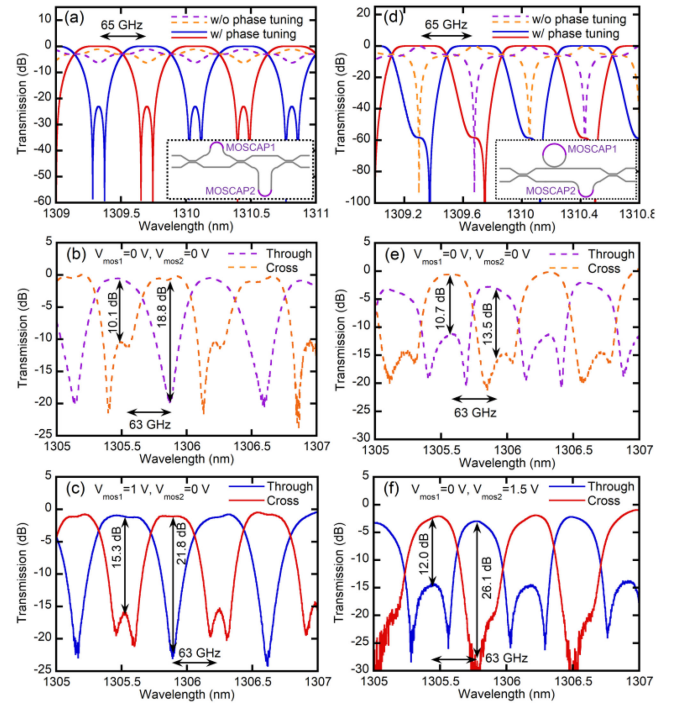 (a)
65 GHz
w/o phase tuning
w/ phase tuning
Transmission (dB)
10
0
-10
-20
-30
-40
-50
-60
MOSCAP1
MOSCAP2
1309
1309.5
1310
1310.5
1311
Wavelength (nm)
(d)
65 GHz
w/o phase tuning
w/ phase tuning
Transmission (dB)
20
0
-20
-40
-60
-80
-100
MOSCAP1
MOSCAP2
1309.2
1309.6
1310
1310.4
1310.8
Wavelength (nm)
(b)
Vmos1=0 V, Vmos2=0 V
Through
Cross
Transmission (dB)
5
0
-5
-10
-15
-20
-25
10.1 dB
18.8 dB
63 GHz
1305
1305.5
1306
1306.5
1307
Wavelength (nm)
(e)
Vmos1=0 V, Vmos2=0 V
Through
Cross
Transmission (dB)
5
0
-5
-10
-15
-20
-25
-30
10.7 dB
13.5 dB
63 GHz
1305
1305.5
1306
1306.5
1307
Wavelength (nm)
(c)
Vmos1=1 V, Vmos2=0 V
Through
Cross
Transmission (dB)
5
0
-5
-10
-15
-20
-25
15.3 dB
21.8 dB
63 GHz
1305
1305.5
1306
1306.5
1307
Wavelength (nm)
(f)
Vmos1=0 V, Vmos2=1.5 V
Through
Cross
Transmission (dB)
5
0
-5
-10
-15
-20
-25
-30
12.0 dB
26.1 dB
63 GHz
1305
1305.5
1306
1306.5
1307
Wavelength (nm)